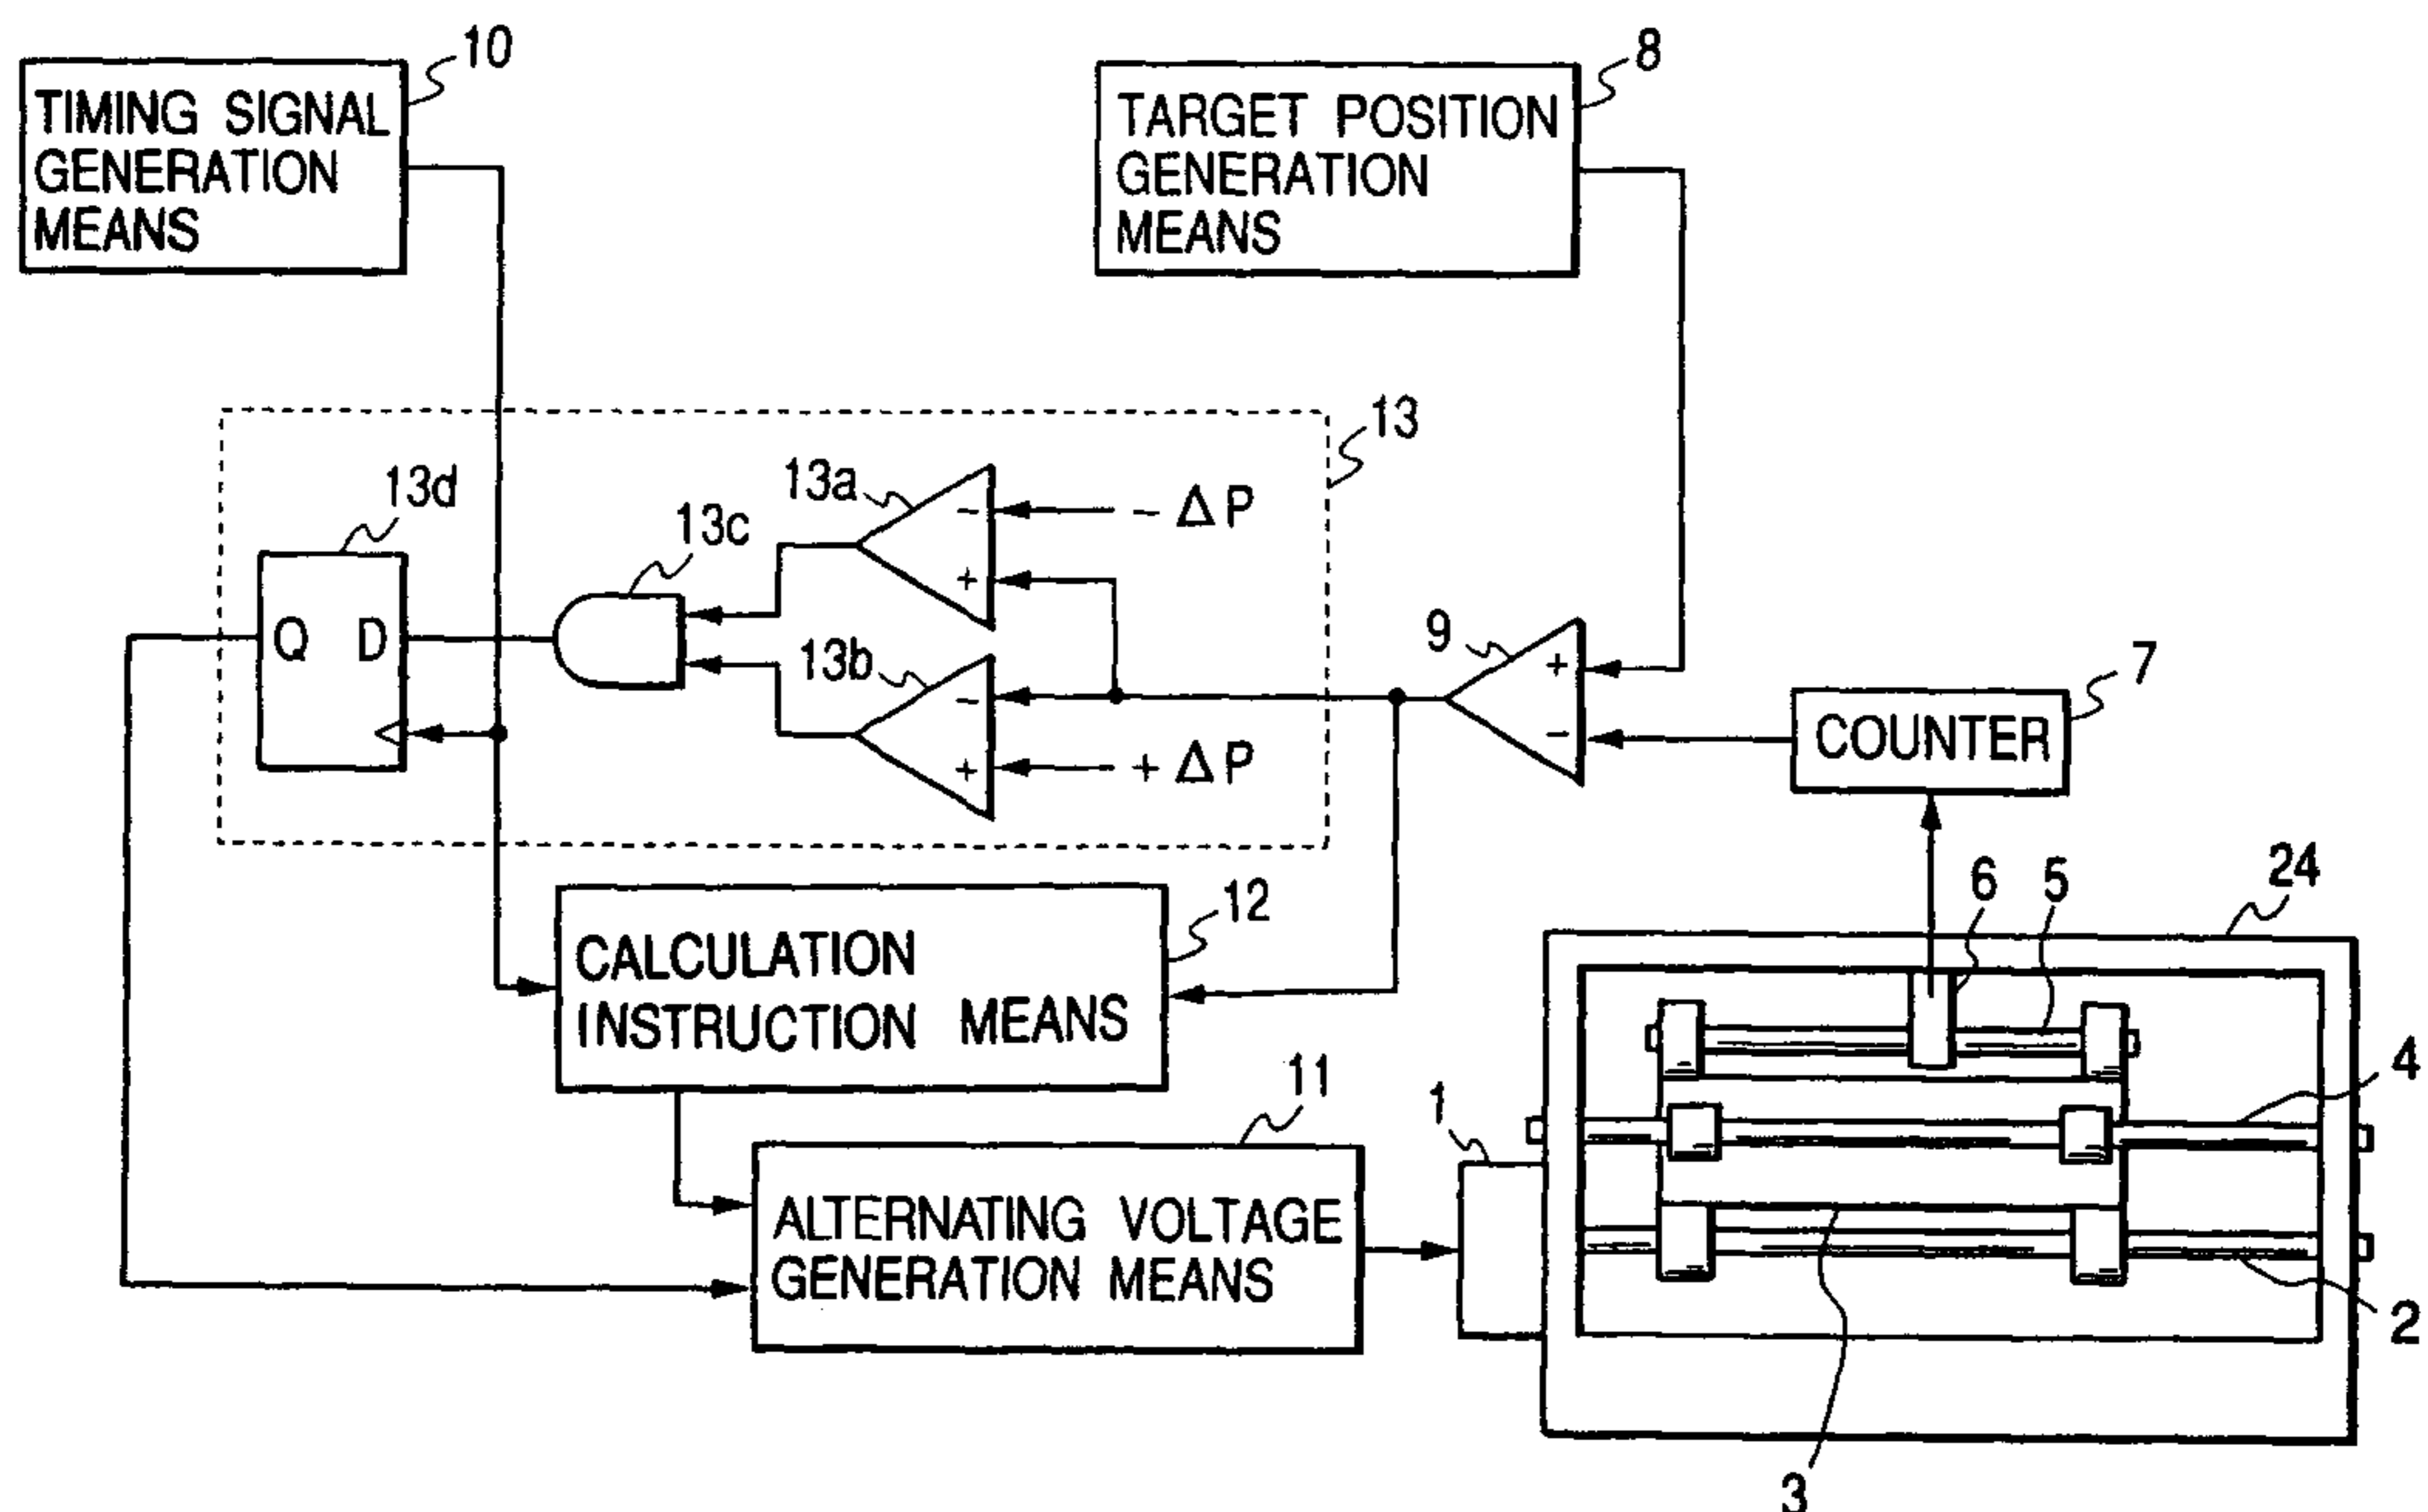 10
TIMING SIGNAL
GENERATION
MEANS
8
TARGET POSITION
GENERATION
MEANS
13
13a
- ΔP
-
+
13c
13d
Q D
13b
-
+
+ ΔP
9
+
-
7
COUNTER
12
CALCULATION
INSTRUCTION MEANS
11
ALTERNATING VOLTAGE
GENERATION MEANS
24
6
5
4
1
2
3